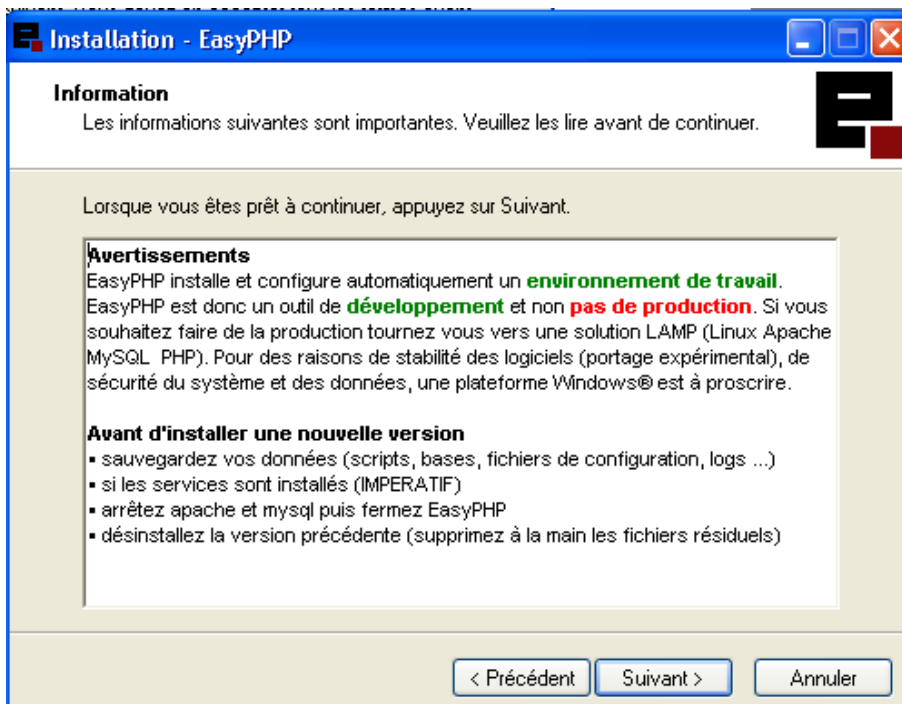 Installation - EasyPHP
Information
Les informations suivantes sont importantes. Veuillez les lire avant de continuer.
Lorsque vous êtes prêt à continuer, appuyez sur Suivant.
Avertissements
EasyPHP installe et configure automatiquement un environnement de travail.
EasyPHP est donc un outil de développement et non pas de production. Si vous
souhaitez faire de la production tournez vous vers une solution LAMP (Linux Apache
MySQL PHP). Pour des raisons de stabilité des logiciels (portage expérimental), de
sécurité du système et des données, une plateforme Windows® est à proscrire.
Avant d'installer une nouvelle version
▪ sauvegardez vos données (scripts, bases, fichiers de configuration, logs ...)
▪ si les services sont installés (IMPERATIF)
▪ arrêtez apache et mysql puis fermez EasyPHP
▪ désinstallez la version précédente (supprimez à la main les fichiers résiduels)
< Précédent
Suivant >
Annuler